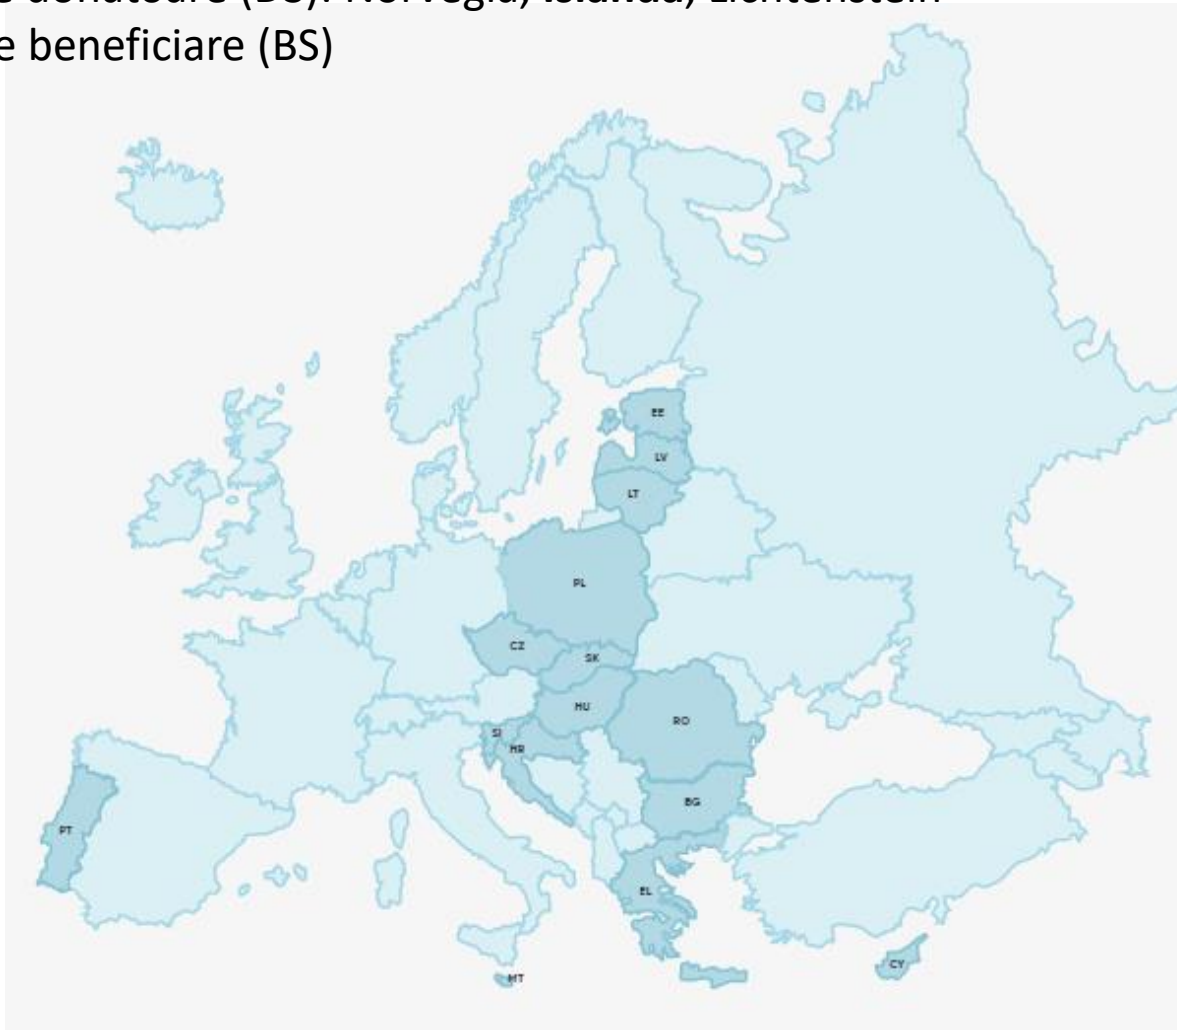 e donatoare (DS): Norvegia, Islanda, Liechtenstein
e beneficiare (BS)
EE
LV
LT
PL
CZ
SK
HU
RO
SI
HR
BG
PT
EL
CY
MT